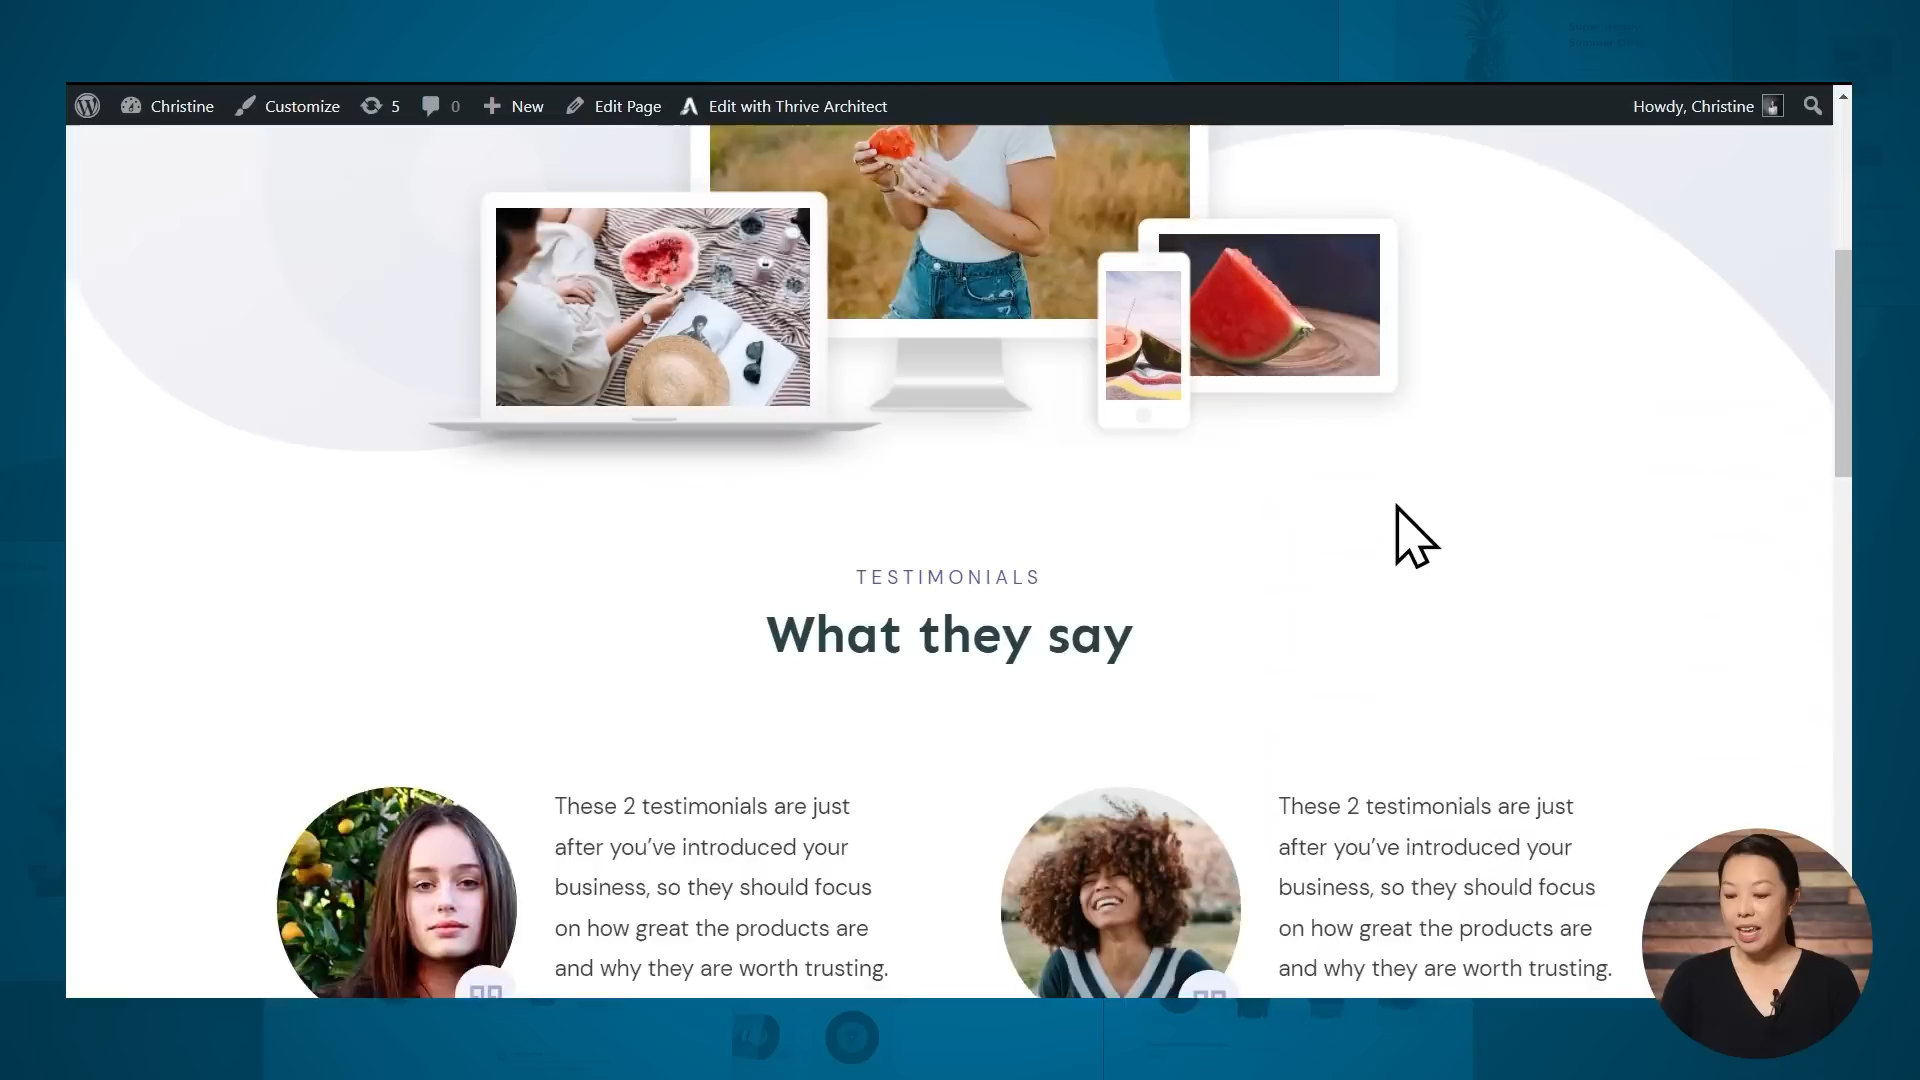 Christine Customize 5 0 New Edit Page Edit with Thrive Architect Howdy, Christine
TESTIMONIALS
What they say
These 2 testimonials are just
after you’ve introduced your
business, so they should focus
on how great the products are
and why they are worth trusting.
These 2 testimonials are just
after you’ve introduced your
business, so they should focus
on how great the products are
and why they are worth trusting.